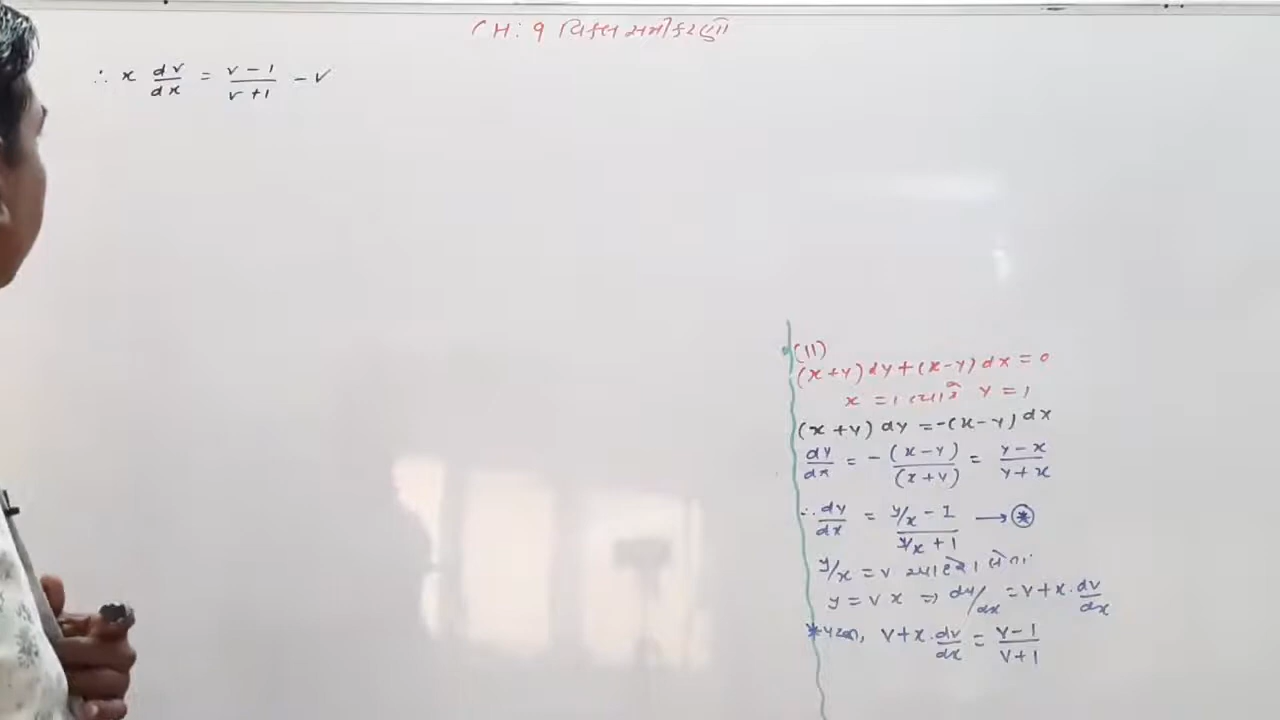 CH: 9 વિકલ સમીકરણો
∴ x dv/dx = v-1/v+1 - v
(11)
(x+y) dy + (x-y) dx = 0
x = 1 ત્યારે y = 1
(x+y) dy = -(x-y) dx
dy/dx = - (x-y)/(x+y) = y-x/y+x
∴ dy/dx = y/x - 1 / y/x + 1 → *
y/x = v આદેશ લેતાં
y = v x ⇒ dy/dx = v + x · dv/dx
* પરથી, v + x · dv/dx = v-1/v+1